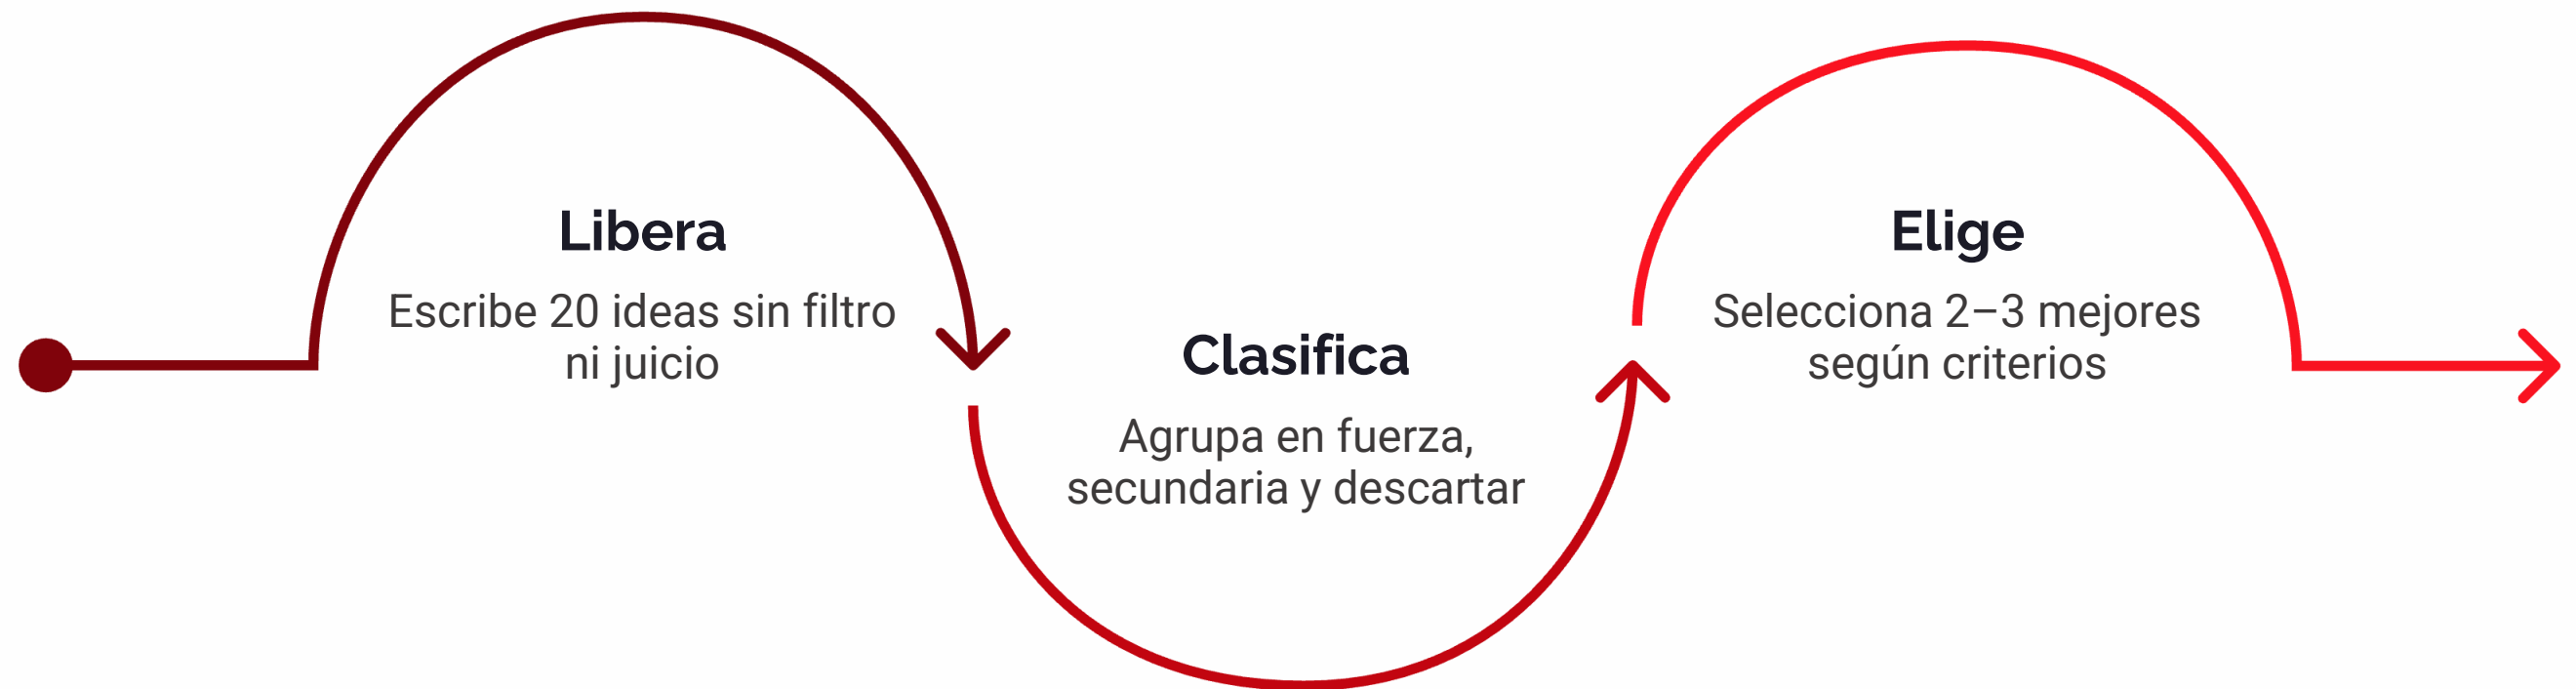 Libera
Escribe 20 ideas sin filtro
ni juicio
Clasifica
Agrupa en fuerza,
secundaria y descartar
Elige
Selecciona 2–3 mejores
según criterios